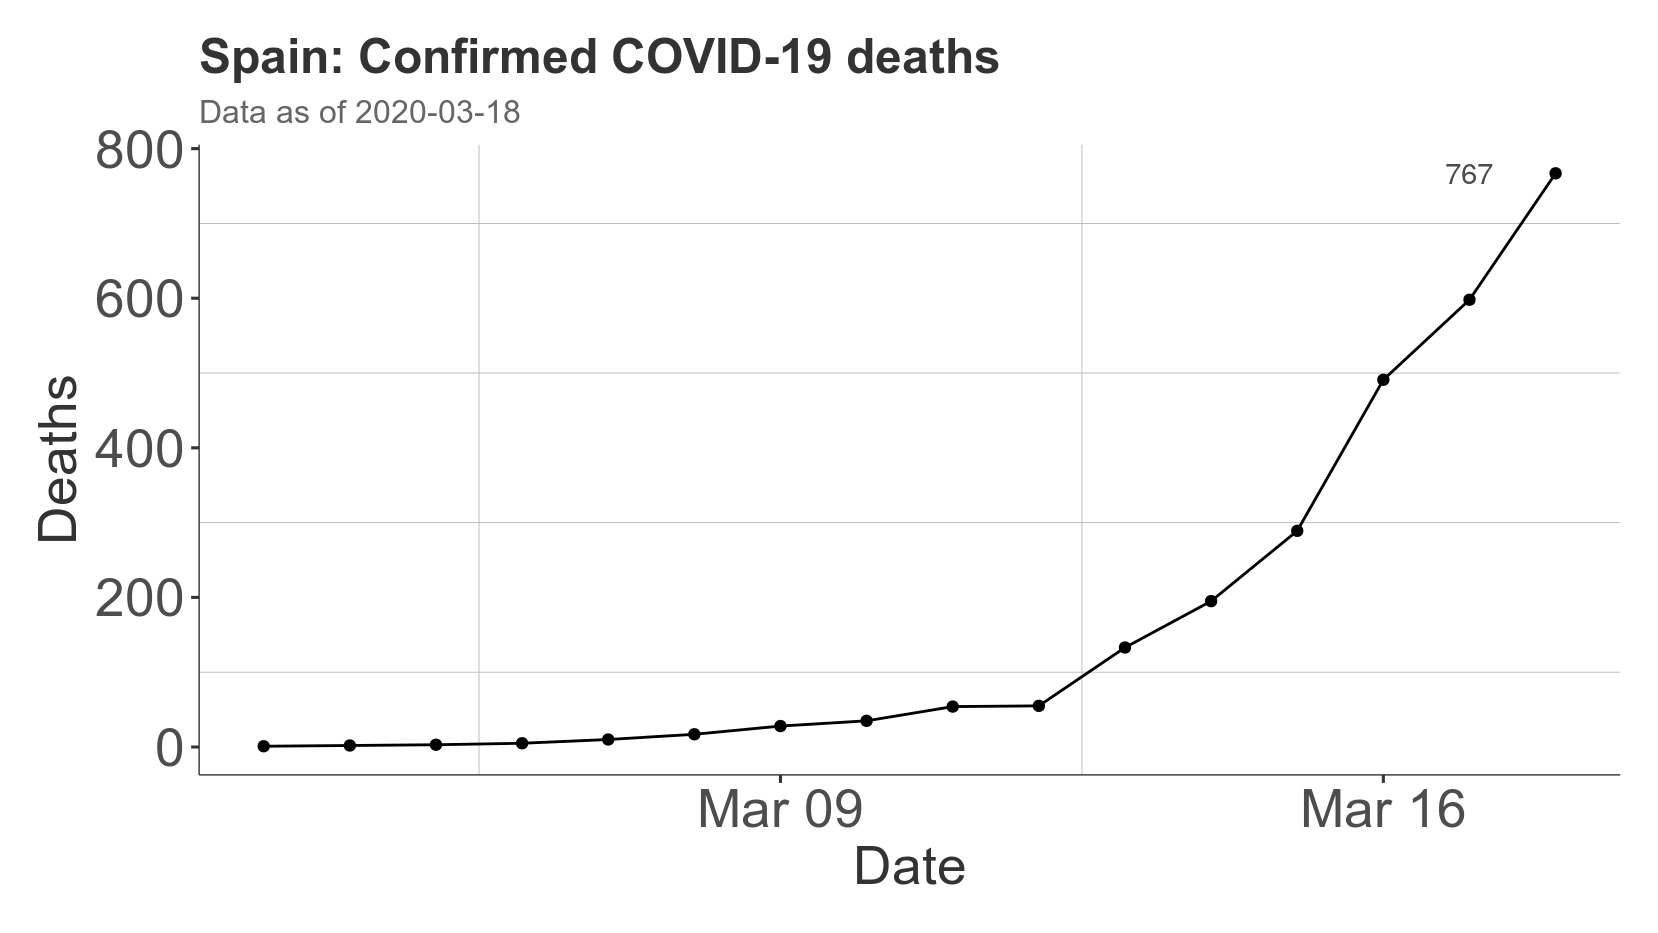 Spain: Confirmed COVID-19 deaths
Data as of 2020-03-18
800
767
600
400
200
0
Deaths
Mar 09 Mar 16
Date